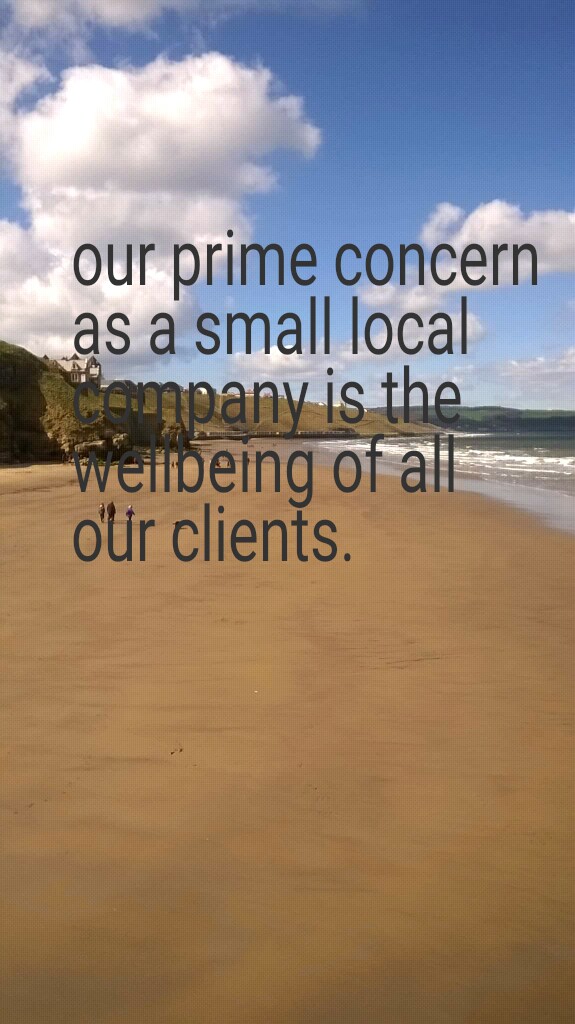 our prime concern
as a small local
company is the
wellbeing of all
our clients.